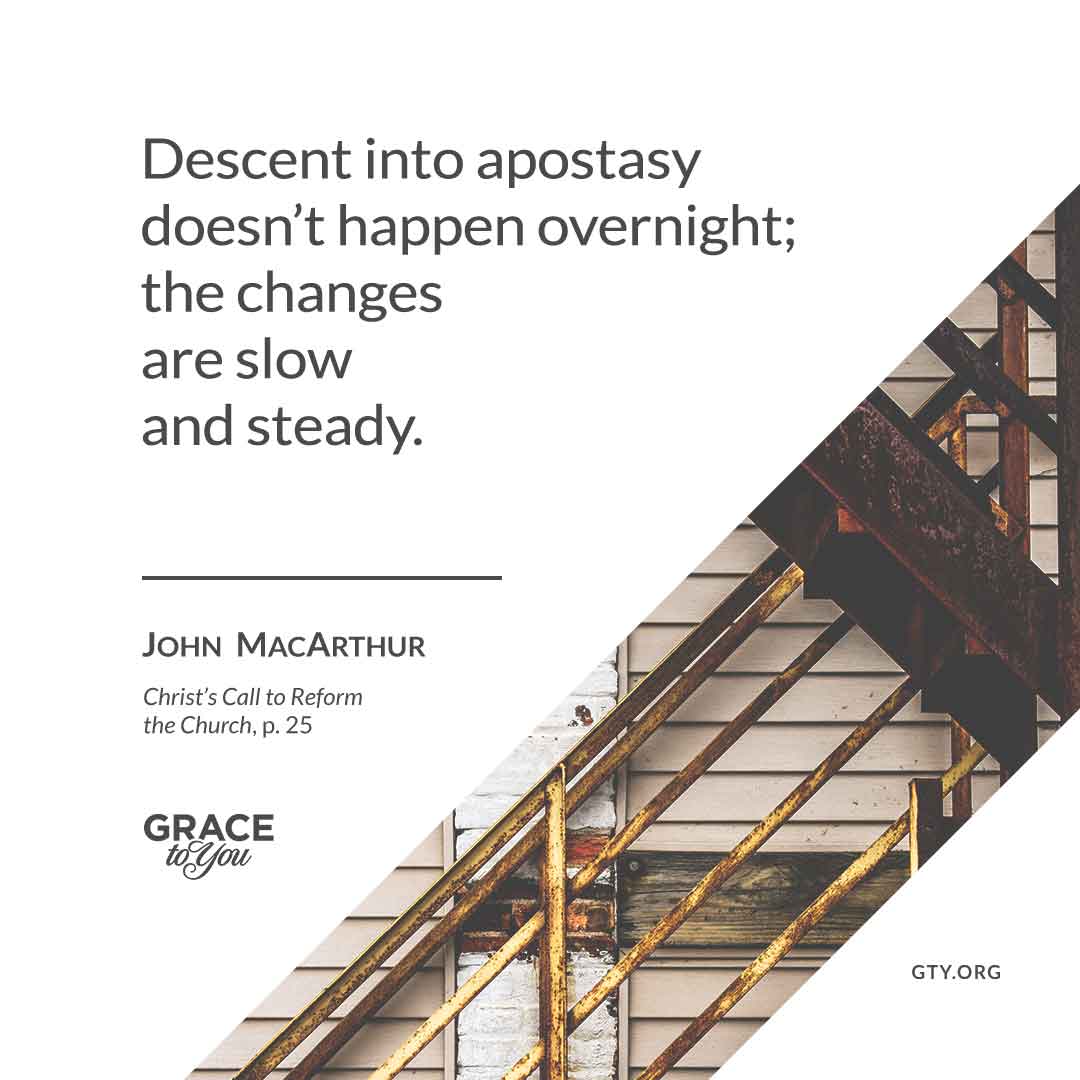 Descent into apostasy
doesn’t happen overnight;
the changes
are slow
and steady.
John MacArthur
Christ’s Call to Reform
the Church, p. 25
GRACE
to You
GTY.ORG